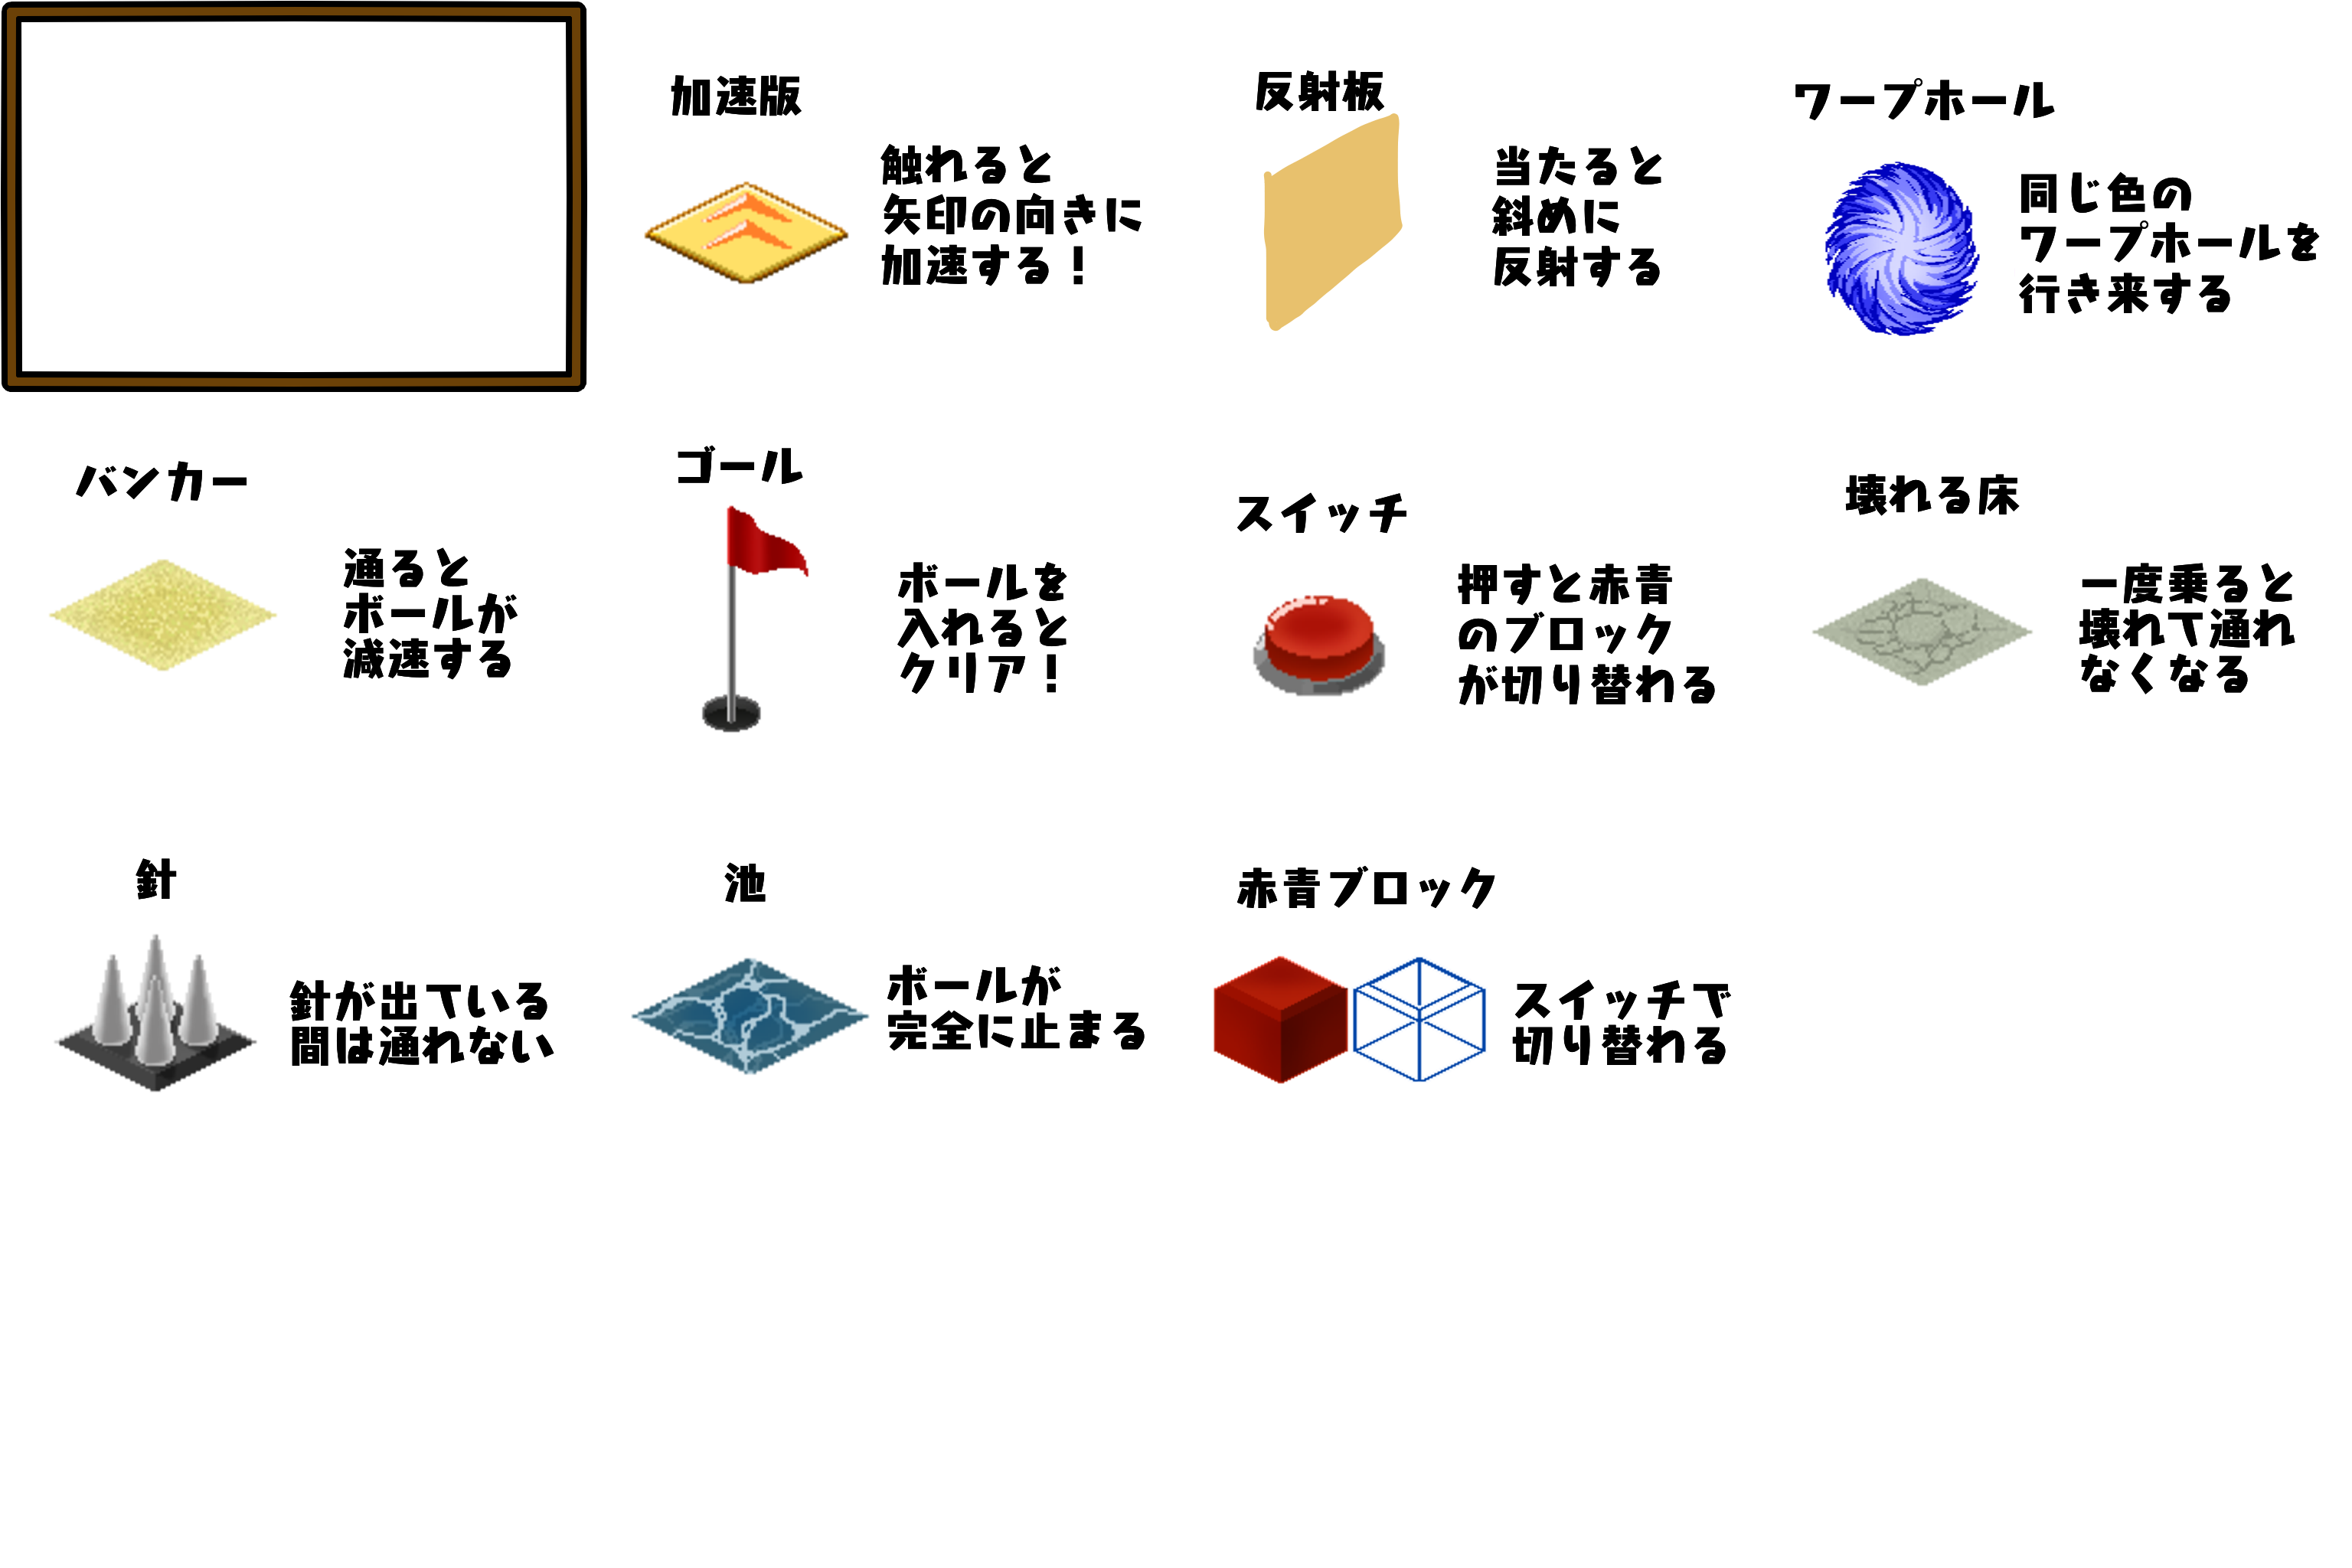 加速版
触れると
矢印の向きに
加速する！
反射板
当たると
斜めに
反射する
ワープホール
同じ色の
ワープホールを
行き来する
バンカー
通ると
ボールが
減速する
ゴール
ボールを
入れると
クリア！
スイッチ
押すと赤青
のブロック
が切り替わる
壊れる床
一度乗ると
壊れて通れ
なくなる
針
針が出ている
間は通れない
池
ボールが
完全に止まる
赤青ブロック
スイッチで
切り替わる